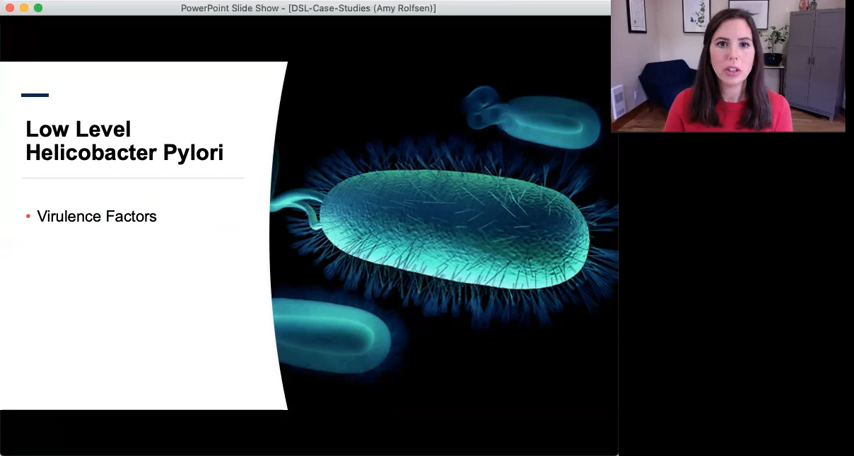 PowerPoint Slide Show - [DSL-Case-Studies (Amy Rolfsen)]
Low Level
Helicobacter Pylori
• Virulence Factors